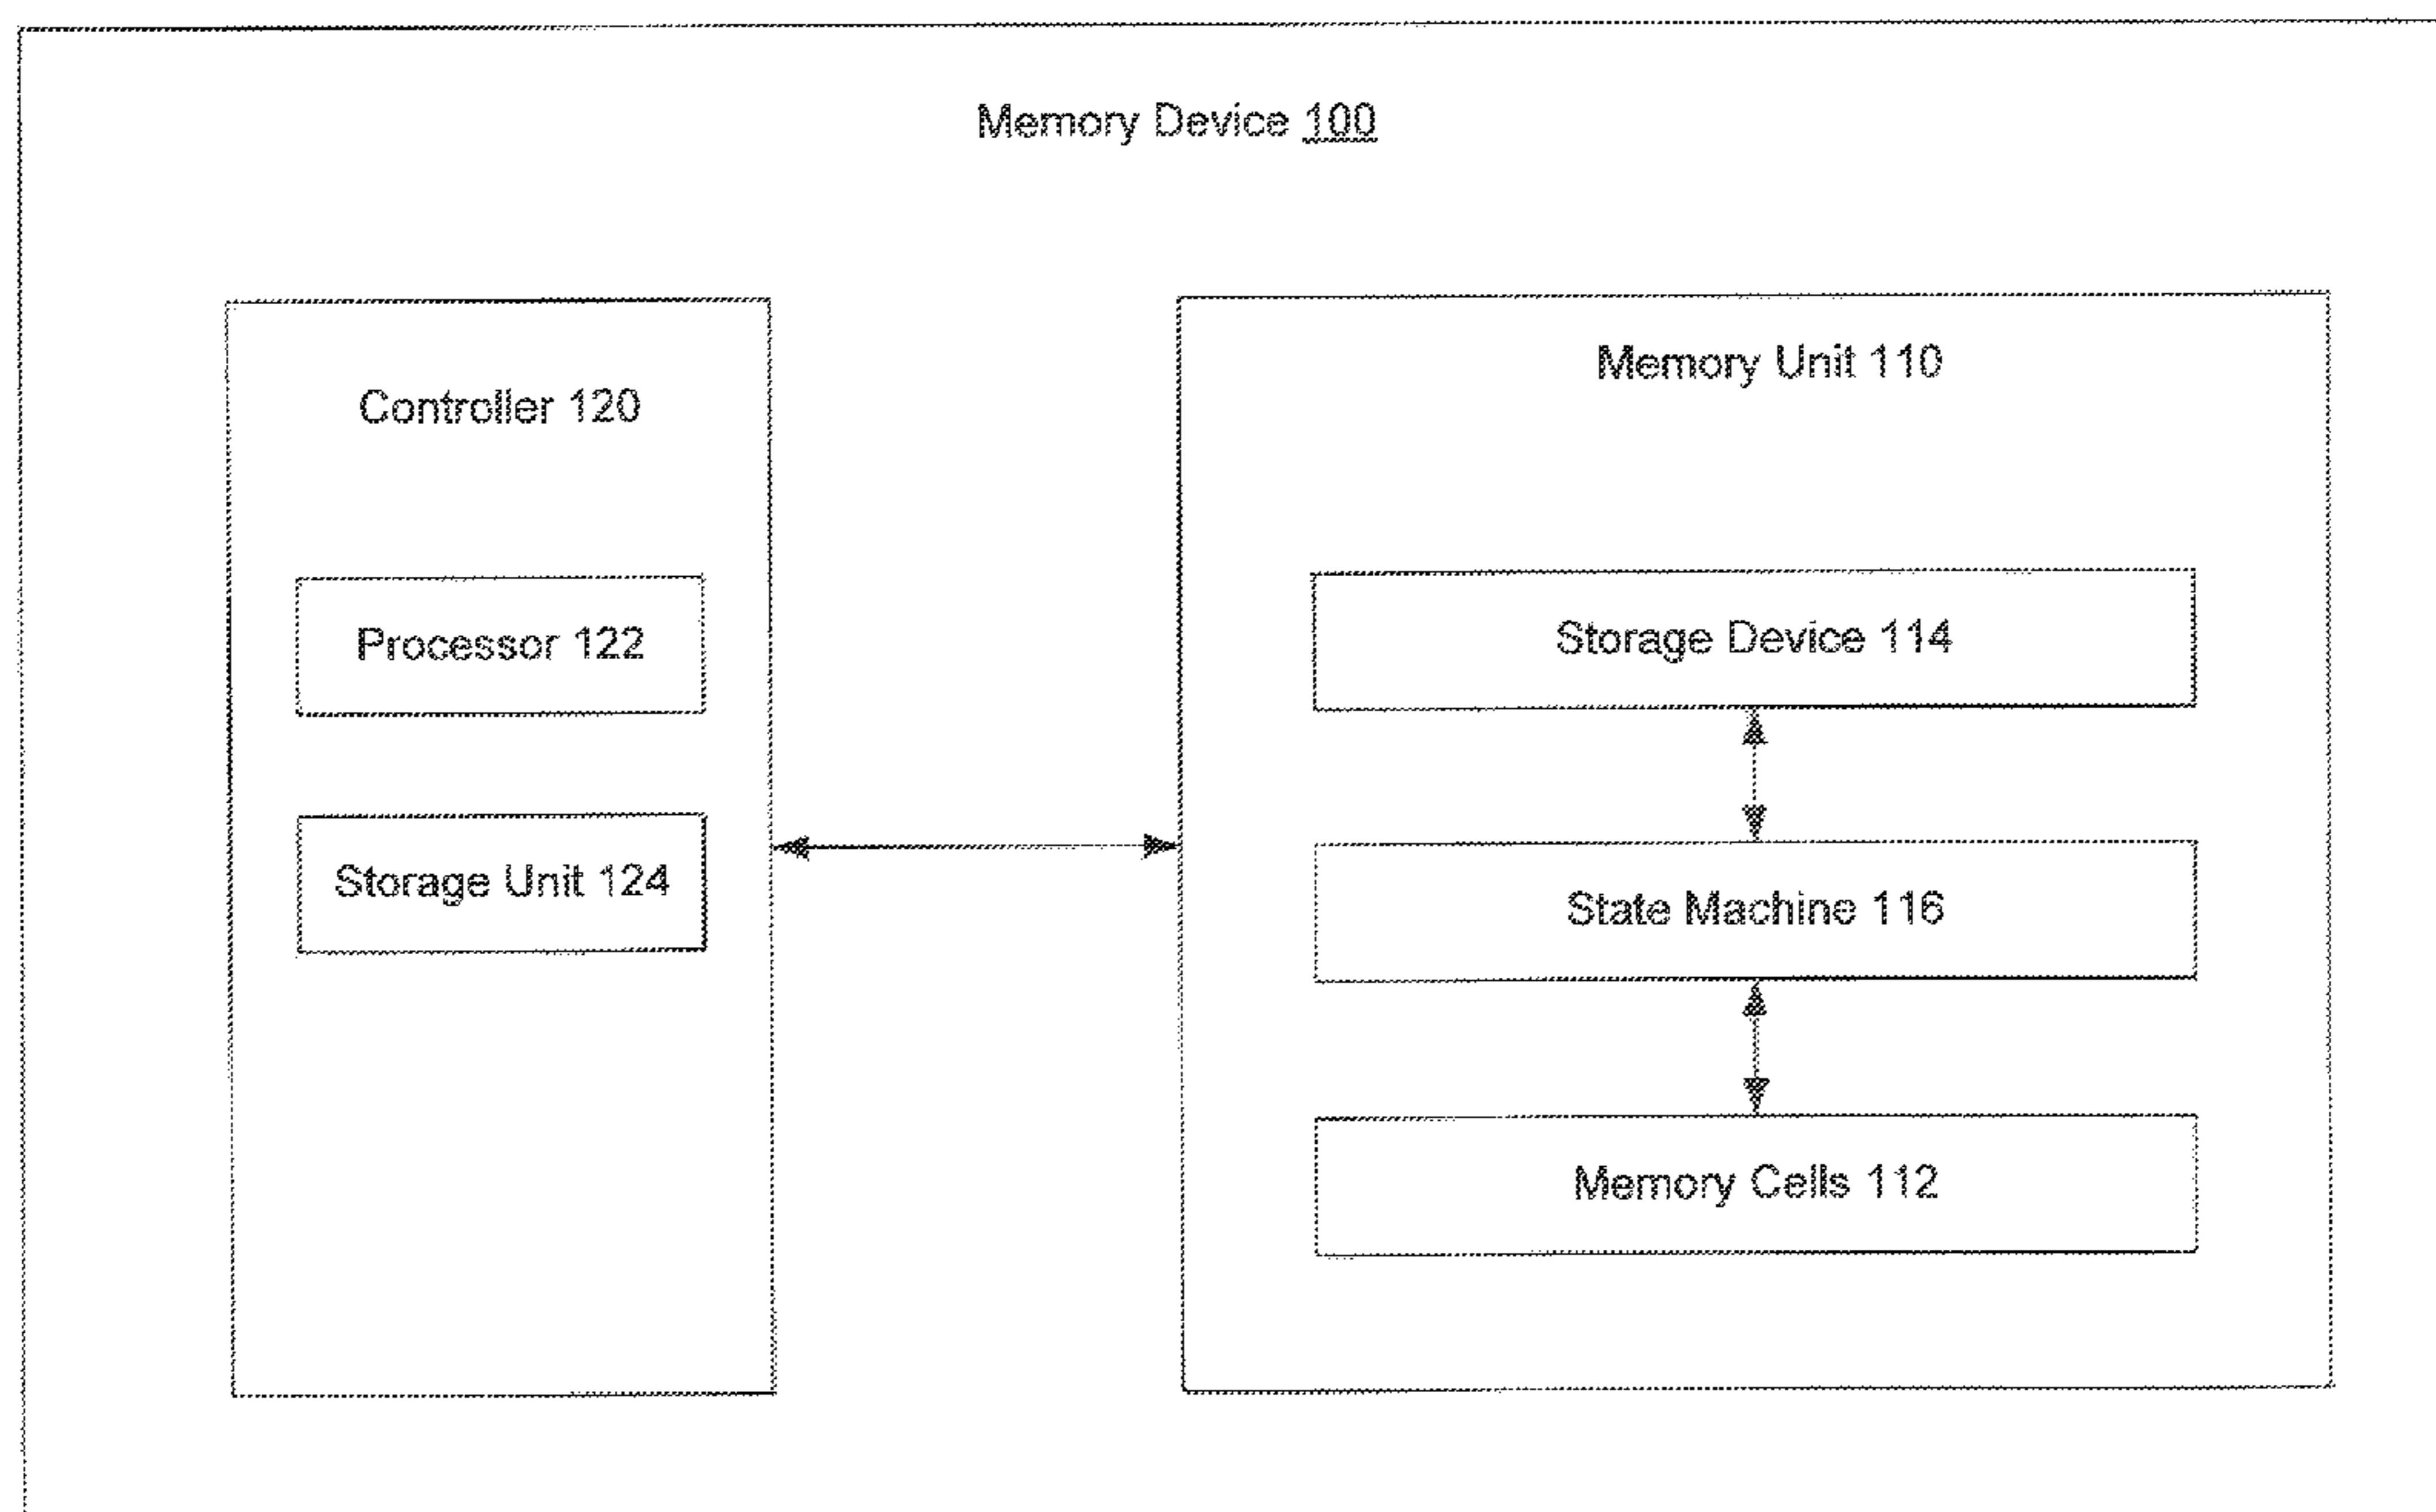 Memory Device 100
Controller 120
Processor 122
Storage Unit 124
Memory Unit 110
Storage Device 114
State Machine 116
Memory Cells 112